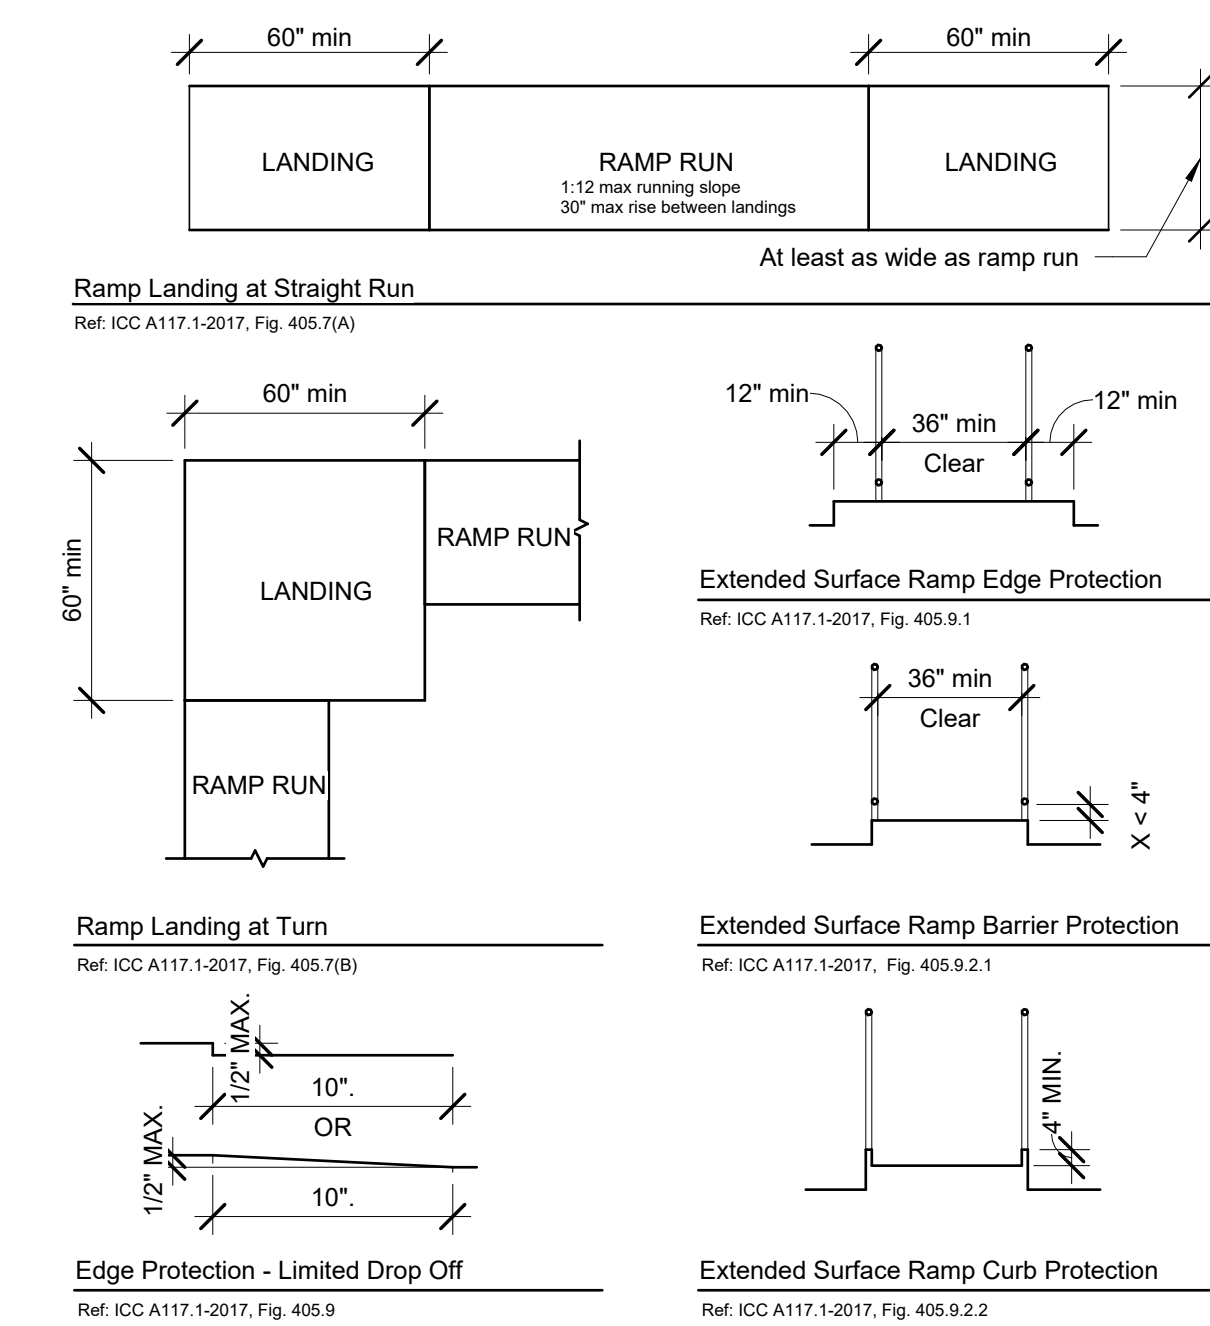 60" min
60" min
LANDING
RAMP RUN
LANDING
1:12 max running slope
30" max rise between landings
At least as wide as ramp run
Ramp Landing at Straight Run
Ref: ICC A117.1-2017, Fig. 405.7(A)
60" min
60" min
LANDING
RAMP RUN
RAMP RUN
Ramp Landing at Turn
Ref: ICC A117.1-2017, Fig. 405.7(B)
12" min
36" min
12" min
Clear
Extended Surface Ramp Edge Protection
Ref: ICC A117.1-2017, Fig. 405.9.1
36" min
Clear
X < 4"
Extended Surface Ramp Barrier Protection
Ref: ICC A117.1-2017, Fig. 405.9.2.1
1/2" MAX.
10".
OR
1/2" MAX.
10".
Edge Protection - Limited Drop Off
Ref: ICC A117.1-2017, Fig. 405.9
4" MIN.
Extended Surface Ramp Curb Protection
Ref: ICC A117.1-2017, Fig. 405.9.2.2